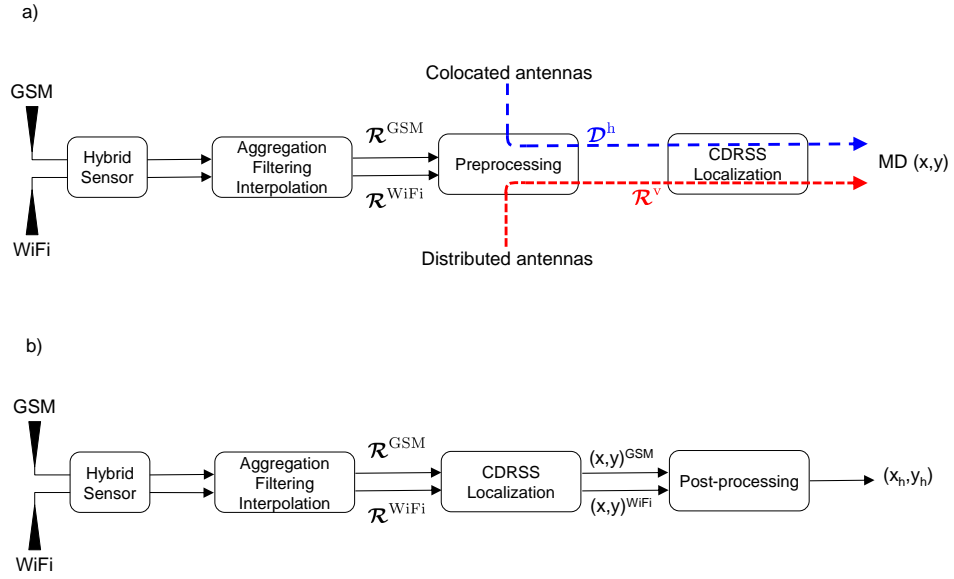 a)
Colocated antennas
GSM
Hybrid
Sensor
Aggregation
Filtering
Interpolation
𝓡^GSM
𝓡^WiFi
Preprocessing
𝓓^h
CDRSS
Localization
𝓡^v
MD (x,y)
WiFi
Distributed antennas
b)
GSM
Hybrid
Sensor
Aggregation
Filtering
Interpolation
𝓡^GSM
𝓡^WiFi
CDRSS
Localization
(x,y)^GSM
(x,y)^WiFi
Post-processing
(x_h,y_h)
WiFi